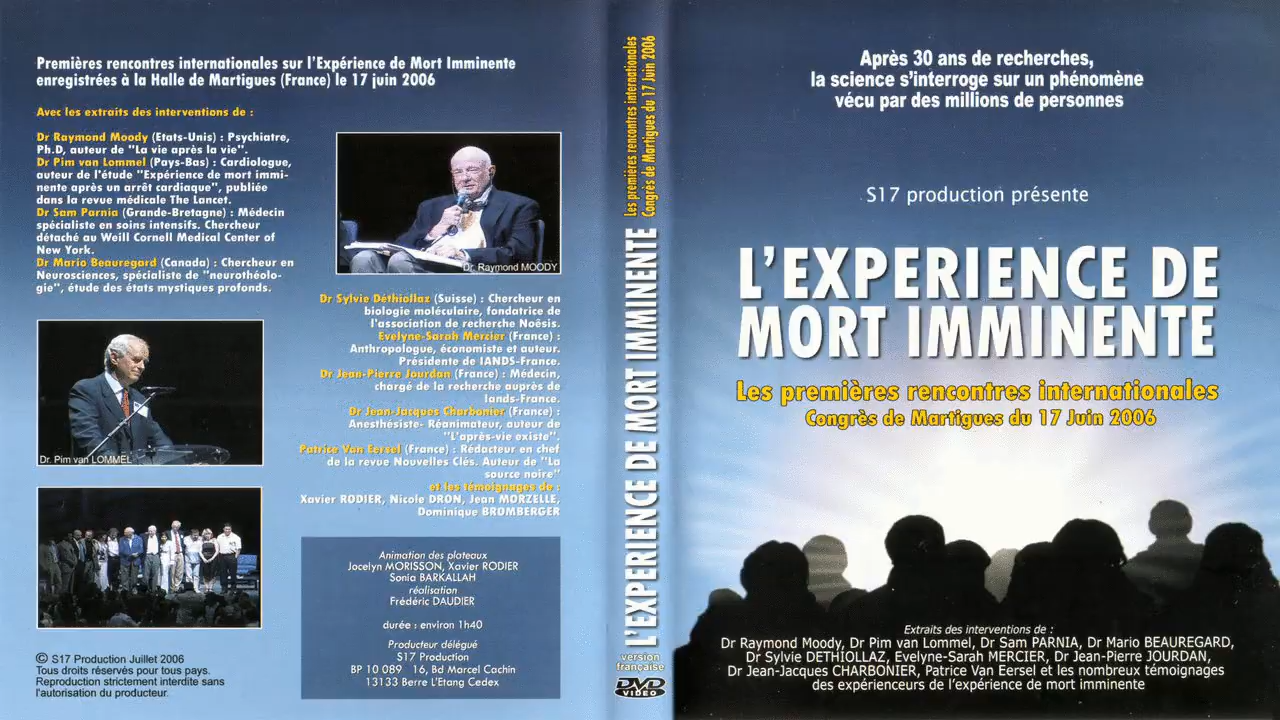 Premières rencontres internationales sur l'Expérience de Mort Imminente
enregistrées à la Halle de Martigues (France) le 17 juin 2006
Avec les extraits des interventions de :
Dr Raymond Moody (Etats-Unis) : Psychiatre,
Ph.D, auteur de "La vie après la vie".
Dr Pim van Lommel (Pays-Bas) : Cardiologue,
auteur de l'étude "Expérience de mort immi-
nente après un arrêt cardiaque", publiée
dans la revue médicale The Lancet.
Dr Sam Parnia (Grande-Bretagne) : Médecin
spécialiste en soins intensifs. Chercheur
détaché au Weill Cornell Medical Center of
New York.
Dr Mario Beauregard (Canada) : Chercheur en
Neurosciences, spécialiste de "neurothéolo-
gie", étude des états mystiques profonds.
Dr. Raymond MOODY
Dr. Pim van LOMMEL
Dr Sylvie Déthiollaz (Suisse) : Chercheur en
biologie moléculaire, fondatrice de
l'association de recherche Noêsis.
Evelyne-Sarah Mercier (France) :
Anthropologue, économiste et auteur.
Présidente de IANDS-France.
Dr Jean-Pierre Jourdan (France) : Médecin,
chargé de la recherche auprès de
Iands-France.
Dr Jean-Jacques Charbonier (France) :
Anesthésiste- Réanimateur, auteur de
"L'après-vie existe".
Patrice Van Eersel (France) : Rédacteur en chef
de la revue Nouvelles Clés. Auteur de "La
source noire"
et les témoignages de :
Xavier RODIER, Nicole DRON, Jean MORZELLE,
Dominique BROMBERGER
Animation des plateaux
Jocelyn MORISSON, Xavier RODIER
Sonia BARKALLAH
réalisation
Frédéric DAUDIER
durée : environ 1h40
Producteur délégué
S17 Production
BP 10 089 - 16, Bd Marcel Cachin
13133 Berre L'Etang Cedex
© S17 Production Juillet 2006
Tous droits réservés pour tous pays.
Reproduction strictement interdite sans
l'autorisation du producteur.
Les premières rencontres internationales
Congrès de Martigues du 17 Juin 2006
L'EXPERIENCE DE MORT IMMINENTE
version
française
DVD
VIDEO
Après 30 ans de recherches,
la science s'interroge sur un phénomène
vécu par des millions de personnes
S17 production présente
L'EXPERIENCE DE
MORT IMMINENTE
Les premières rencontres internationales
Congrès de Martigues du 17 Juin 2006
Extraits des interventions de :
Dr Raymond Moody, Dr Pim van Lommel, Dr Sam PARNIA, Dr Mario BEAUREGARD,
Dr Sylvie DETHIOLLAZ, Evelyne-Sarah MERCIER, Dr Jean-Pierre JOURDAN,
Dr Jean-Jacques CHARBONIER, Patrice Van Eersel et les nombreux témoignages
des expérienceurs de l'expérience de mort imminente